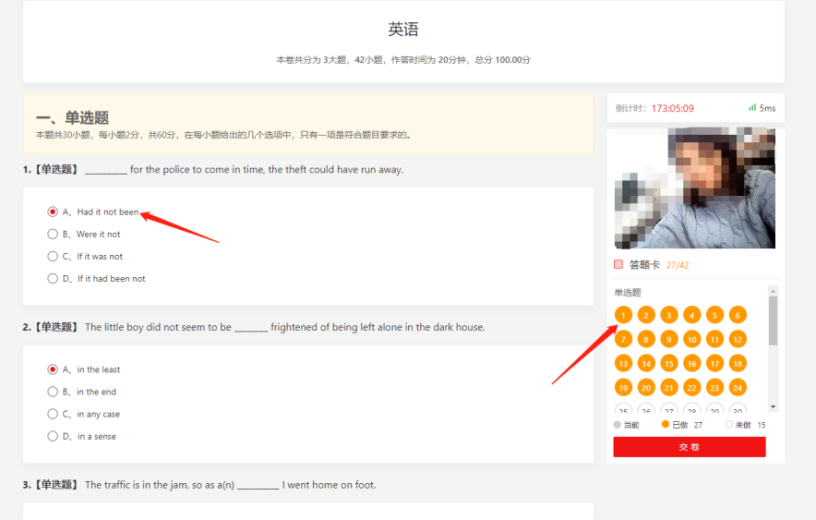 英语
本卷共分为 3大题，42小题，作答时间为 20分钟，总分 100.00分
一、单选题
本题共30小题，每小题2分，共60分，在每小题给出的几个选项中，只有一项是符合题目要求的。
1.【单选题】 ________ for the police to come in time, the theft could have run away.
A、Had it not been
B、Were it not
C、If it was not
D、If it had been not
2.【单选题】 The little boy did not seem to be _______ frightened of being left alone in the dark house.
A、in the least
B、in the end
C、in any case
D、in a sense
3.【单选题】 The traffic is in the jam, so as a(n) ________ I went home on foot.
倒计时： 173:05:09 5ms
答题卡 27/42
单选题
1 2 3 4 5 6
7 8 9 10 11 12
13 14 15 16 17 18
19 20 21 22 23 24
25 26 27 28 29 30
当前 已做 27 未做 15
交 卷